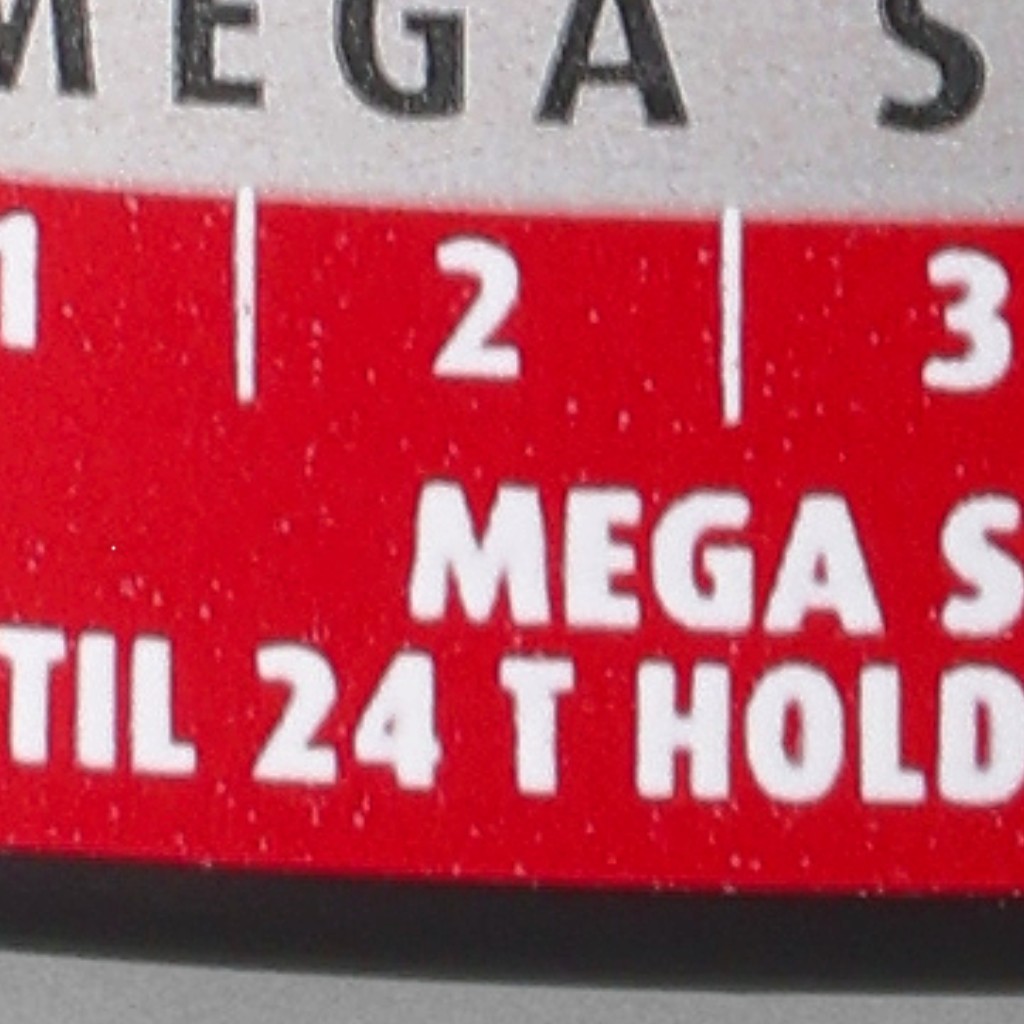 MEGA S
1 2 3
MEGA S
TIL 24 T HOLD